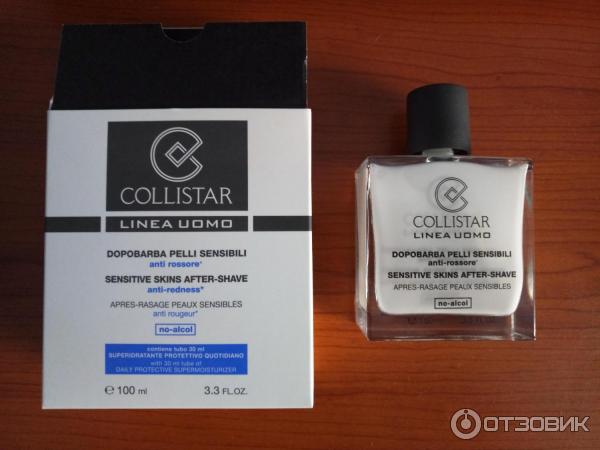 COLLISTAR
LINEA UOMO
DOPOBARBA PELLI SENSIBILI
anti rossore*
SENSITIVE SKINS AFTER-SHAVE
anti-redness*
APRES-RASAGE PEAUX SENSIBLES
anti rougeur*
no-alcol
contiene tubo 30 ml
SUPERIDRATANTE PROTETTIVO QUOTIDIANO
with 30 ml tube of
DAILY PROTECTIVE SUPERMOISTURIZER
℮ 100 ml 3.3 FL.OZ.
COLLISTAR
LINEA UOMO
DOPOBARBA PELLI SENSIBILI
anti-rossore*
SENSITIVE SKINS AFTER-SHAVE
APRES-RASAGE PEAUX SENSIBLES
no-alcol
ОТЗОВИК